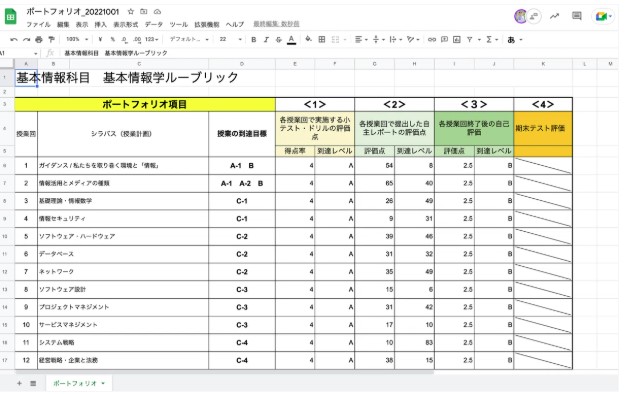 ポートフォリオ_20221001
ファイル 編集 表示 挿入 表示形式 データ ツール 拡張機能 ヘルプ 最終編集: 数秒前
100% ¥ % .0 .00 123 デフォルト... 32 B I S A あ
A1 fx 基本情報科目 基本情報学ルーブリック
A B C D E F G H I J K L M
1 基本情報科目 基本情報学ルーブリック
3 ポートフォリオ項目 <1> <2> <3> <4>
4 授業回 シラバス(授業計画) 授業の到達目標 各授業回で実施する小テスト・ドリルの評価点 各授業回で提出した自主レポートの評価点 各授業回終了後の自己評価 期末テスト評価
5 得点率 到達レベル 評価点 到達レベル 評価点 到達レベル
6 1 ガイダンス / 私たちを取り巻く環境と「情報」 A-1 B 4 A 54 8 2.5 B
7 2 情報活用とメディアの種類 A-1 A-2 B 4 A 65 40 2.5 B
8 3 基礎理論・情報数学 C-1 4 A 26 49 2.5 B
9 4 情報セキュリティ C-1 4 A 9 31 2.5 B
10 5 ソフトウェア・ハードウェア C-2 4 A 39 46 2.5 B
11 6 データベース C-2 4 A 31 32 2.5 B
12 7 ネットワーク C-2 4 A 35 49 2.5 B
13 8 ソフトウェア設計 C-3 4 A 15 6 2.5 B
14 9 プロジェクトマネジメント C-3 4 A 31 42 2.5 B
15 10 サービスマネジメント C-3 4 A 17 10 2.5 B
16 11 システム戦略 C-4 4 A 10 83 2.5 B
17 12 経営戦略・企業と法務 C-4 4 A 38 15 2.5 B
ポートフォリオ